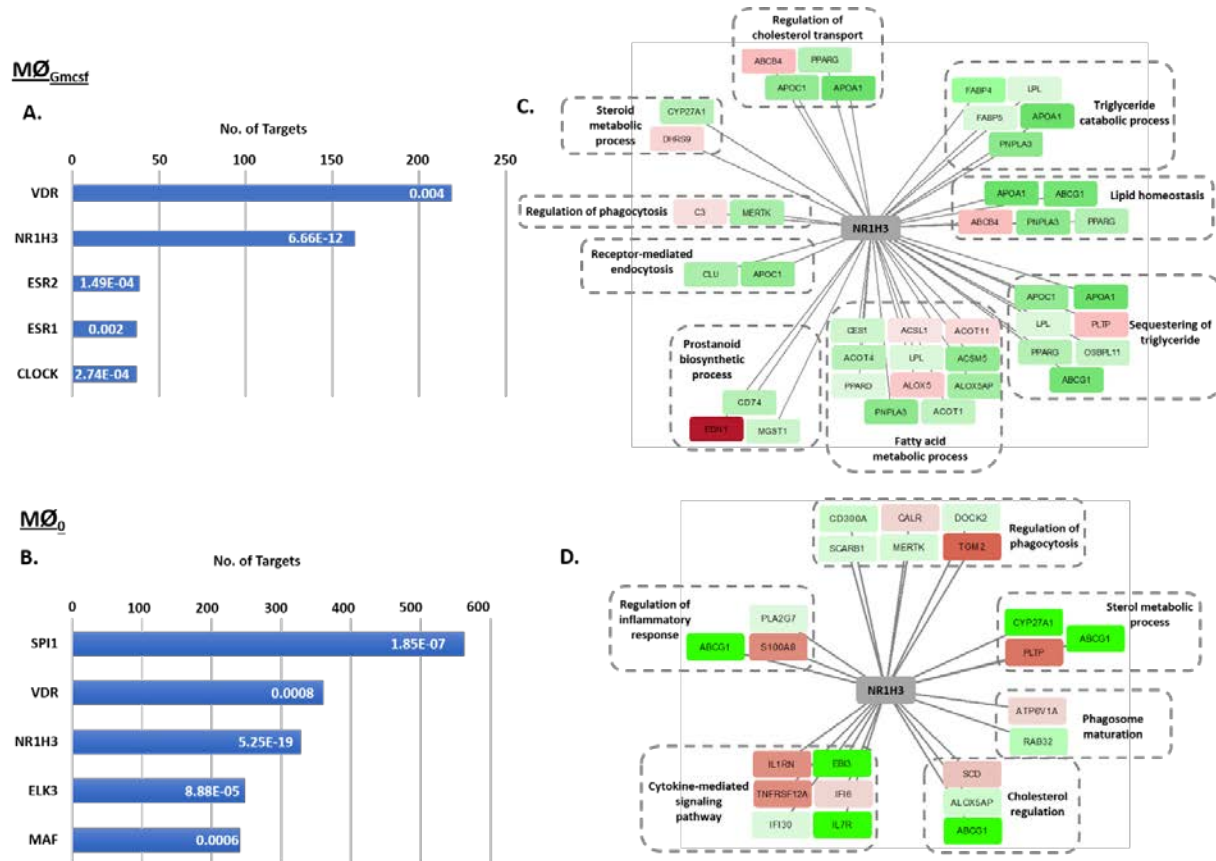 MØGmcsf
A.
No. of Targets
0 50 100 150 200 250
VDR 0.004
NR1H3 6.66E-12
ESR2 1.49E-04
ESR1 0.002
CLOCK 2.74E-04
C.
Regulation of
cholesterol transport
ABCB4 PPARG
APOC1 APOA1
Steroid
metabolic
process
CYP27A1
DHRS9
FABP4 LPL
FABP5 APOA1
PNPLA3
Triglyceride
catabolic process
Regulation of phagocytosis
C3 MERTK
NR1H3
APOA1 ABCG1
Lipid homeostasis
ABCB4 PNPLA3 PPARG
Receptor-mediated
endocytosis
CLU APOC1
APOC1 APOA1
LPL PLTP
PPARG OSBPL11
ABCG1
Sequestering of
triglyceride
Prostanoid
biosynthetic
process
CD74
EDN1 MGST1
CES1 ACSL1 ACOT11
ACOT4 LPL ACSM5
PPARD ALOX5 ALOX5AP
PNPLA3 ACOT1
Fatty acid
metabolic process
MØ0
B.
No. of Targets
0 100 200 300 400 500 600
SPI1 1.85E-07
VDR 0.0008
NR1H3 5.25E-19
ELK3 8.88E-05
MAF 0.0006
D.
CD300A CALR DOCK2
SCARB1 MERTK TOM2
Regulation of
phagocytosis
Regulation of
inflammatory
response
PLA2G7
ABCG1 S100A8
Sterol metabolic
process
CYP27A1
ABCG1
PLTP
NR1H3
ATP6V1A
RAB32
Phagosome
maturation
Cytokine-mediated
signaling
pathway
IL1RN EBI3
TNFRSF12A IFI6
IFI30 IL7R
SCD
ALOX5AP
ABCG1
Cholesterol
regulation